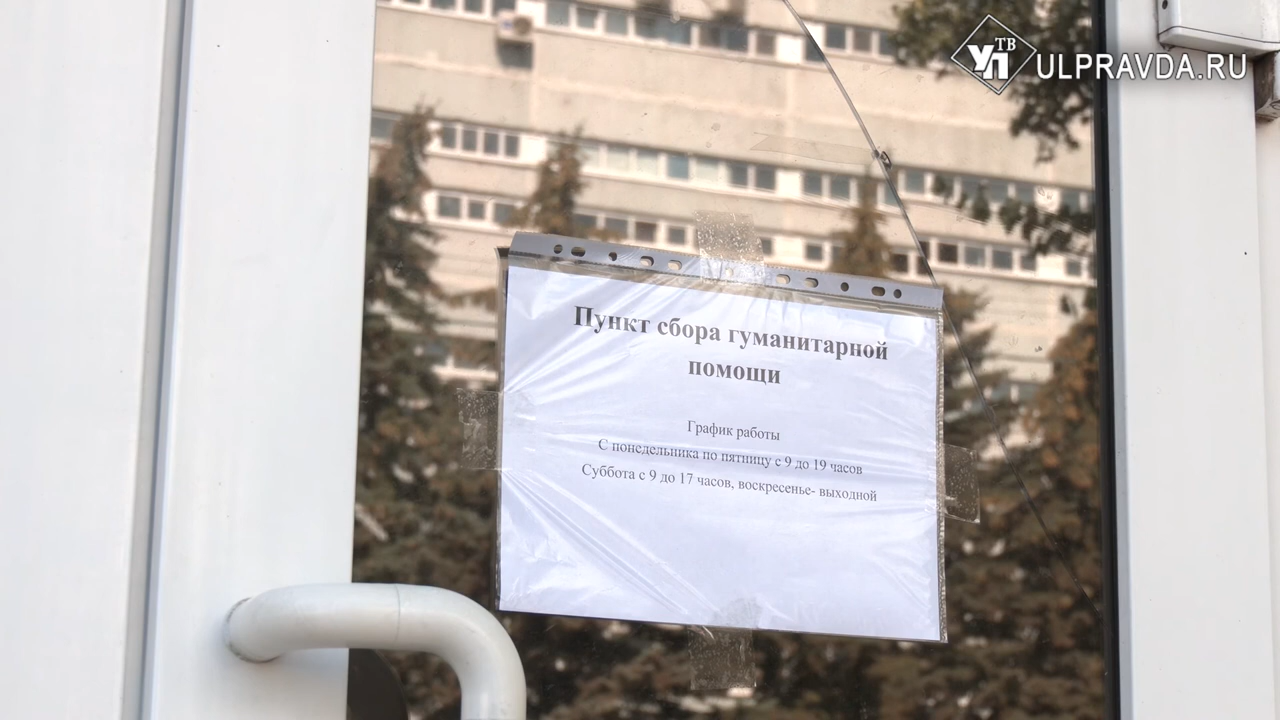 УП ТВ ULPRAVDA.RU
Пункт сбора гуманитарной
помощи
График работы
С понедельника по пятницу с 9 до 19 часов
Суббота с 9 до 17 часов, воскресенье- выходной